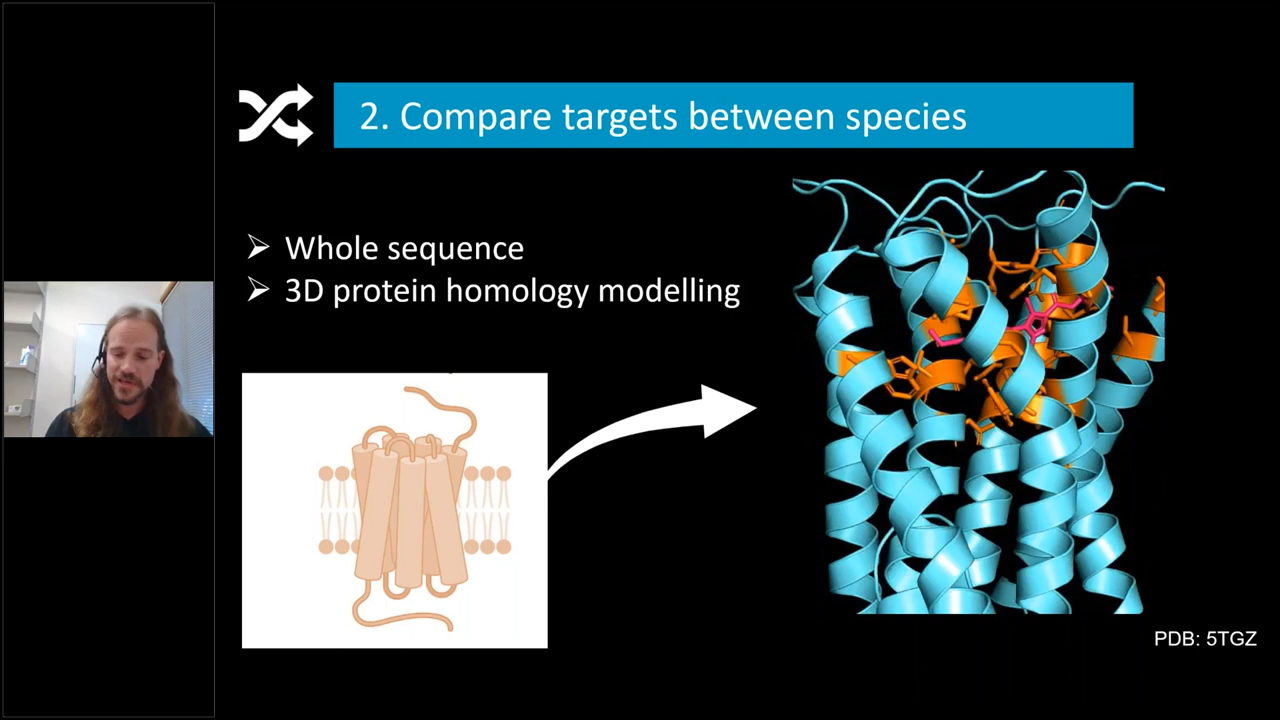 2. Compare targets between species
Whole sequence
3D protein homology modelling
PDB: 5TGZ